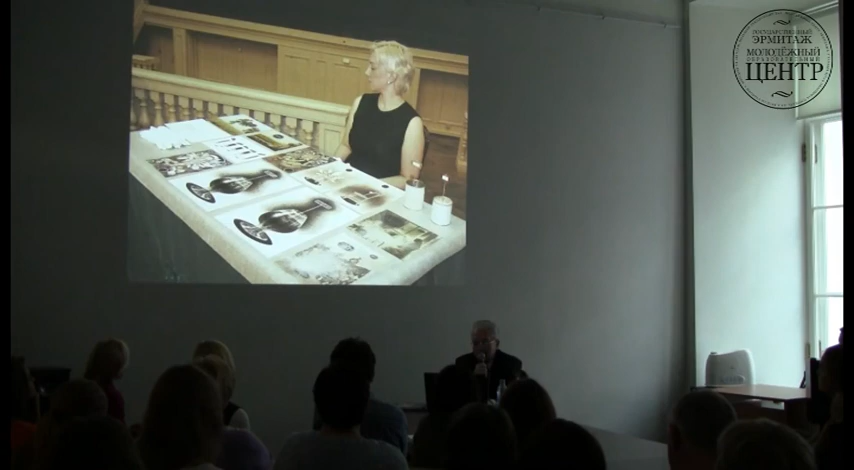 ГОСУДАРСТВЕННЫЙ
ЭРМИТАЖ
МОЛОДЁЖНЫЙ
ОБРАЗОВАТЕЛЬНЫЙ
ЦЕНТР